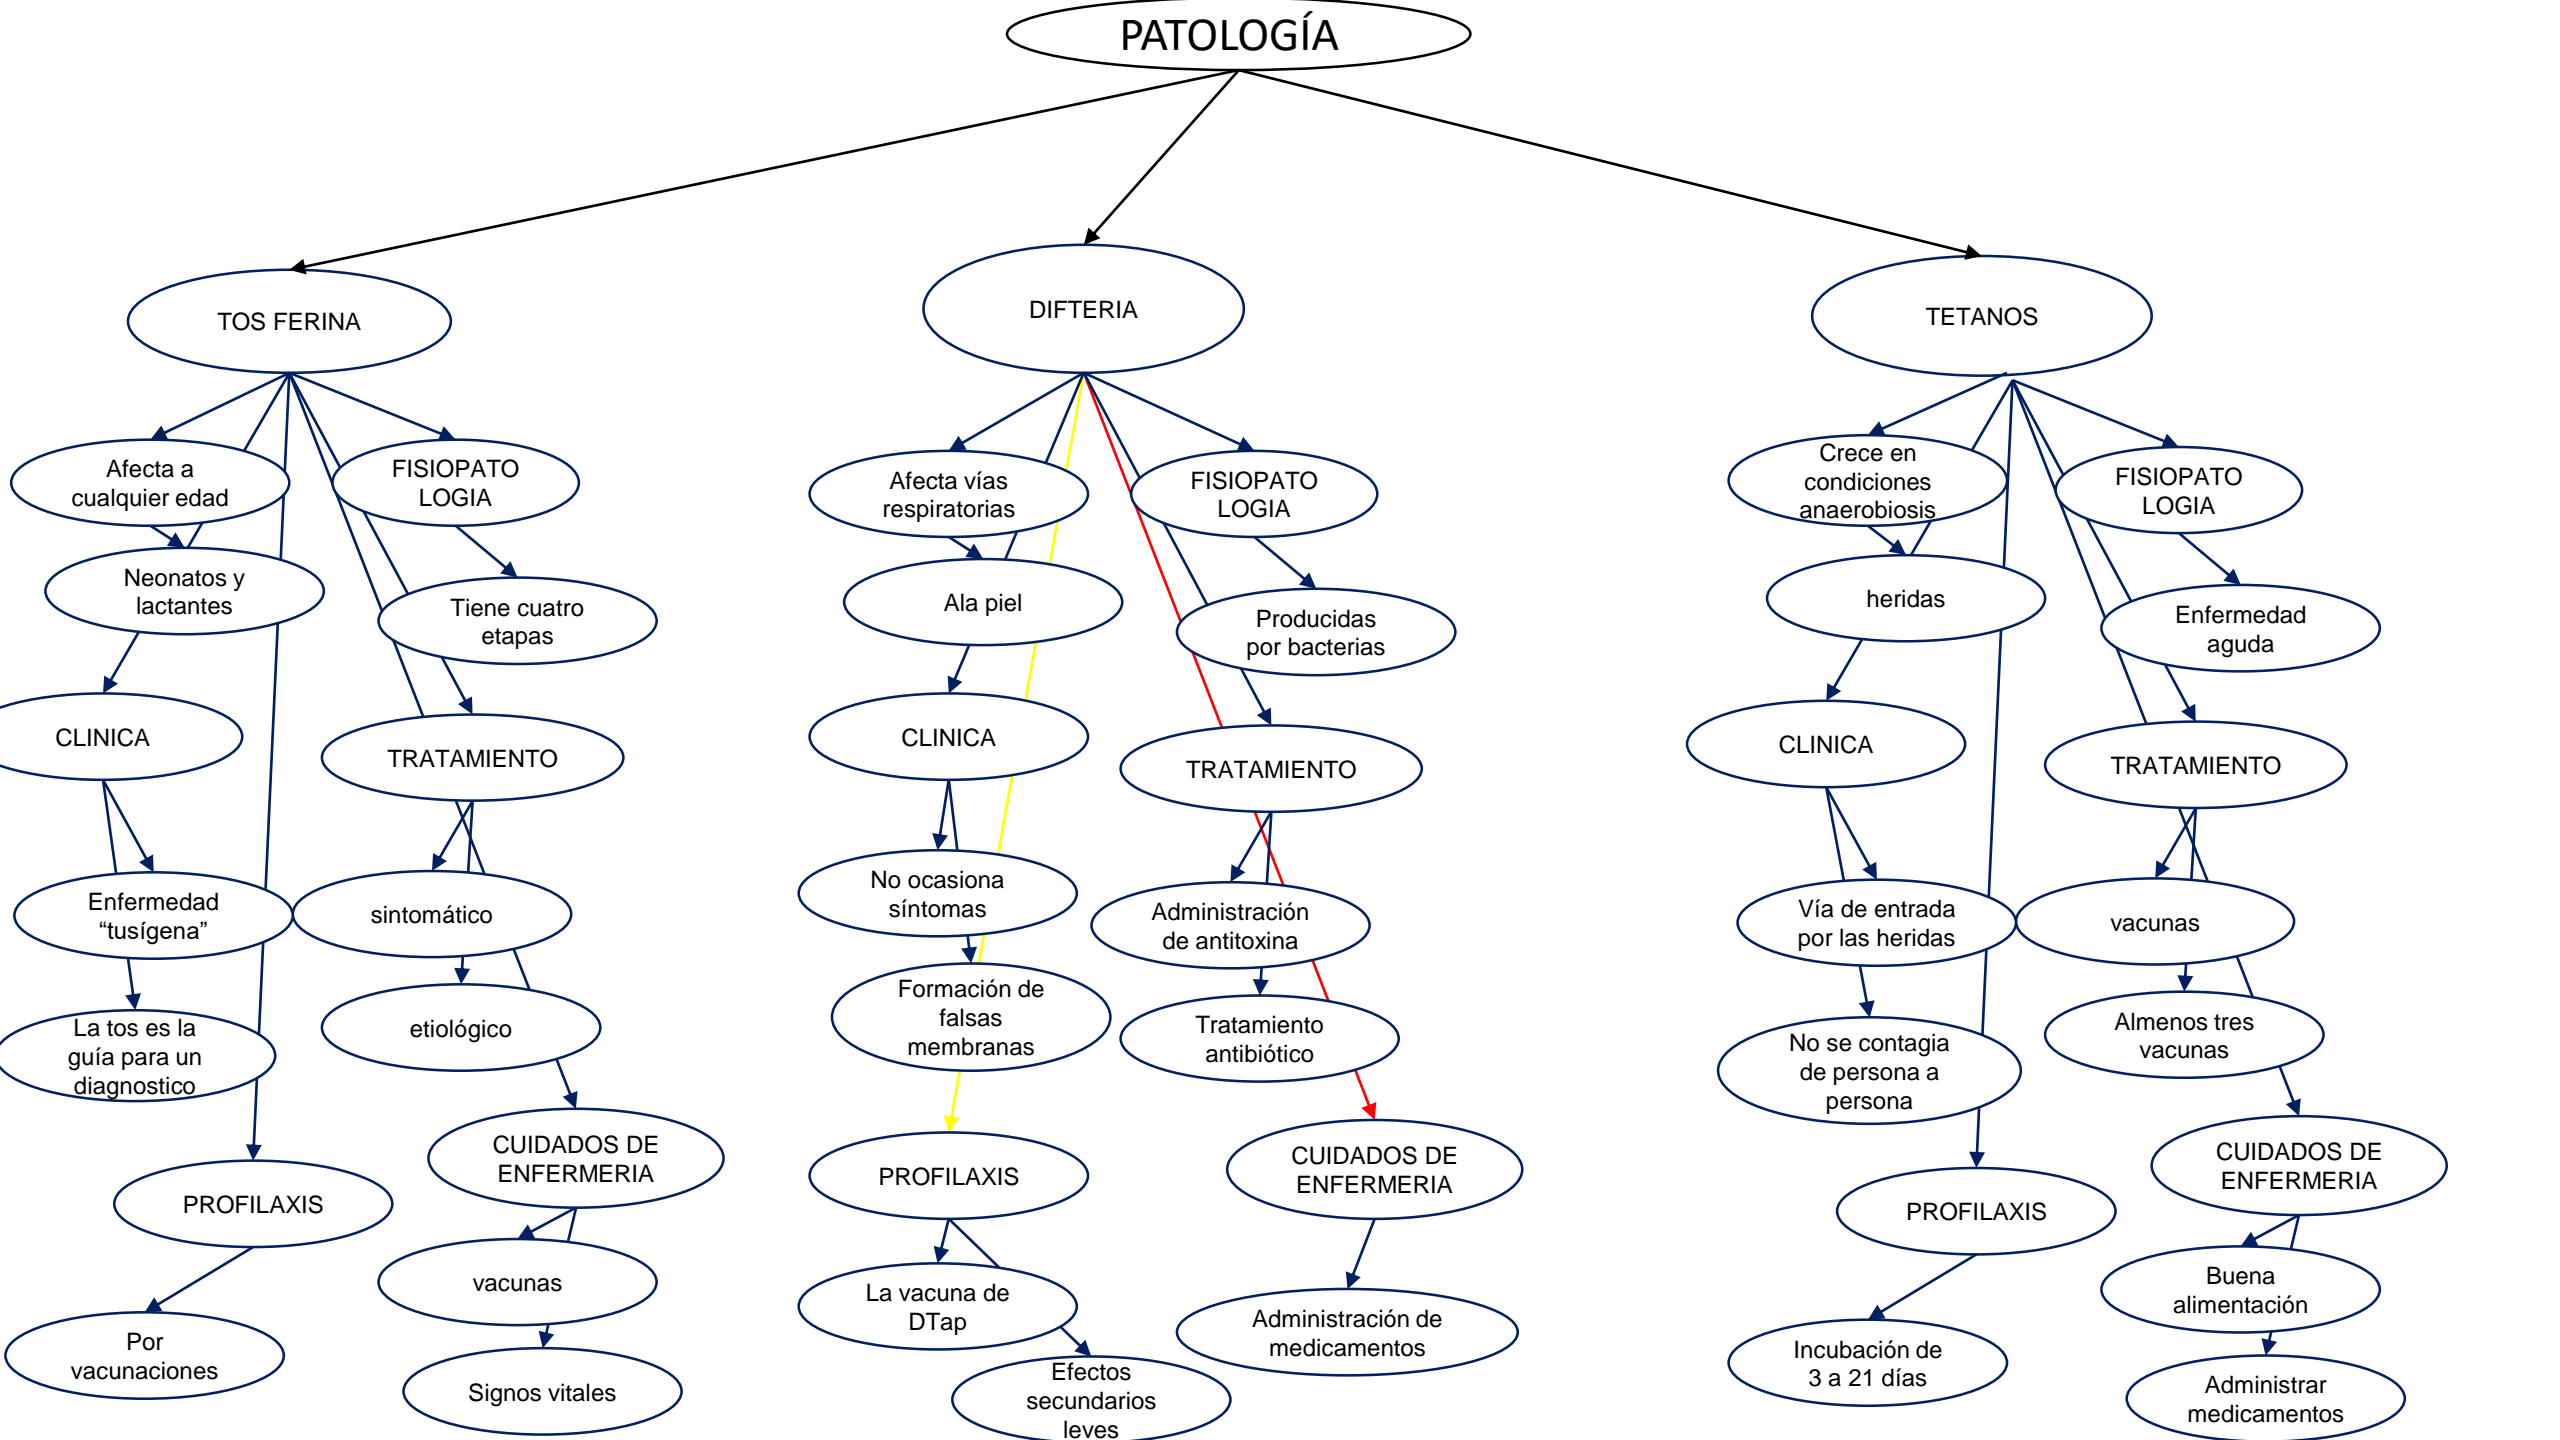 PATOLOGÍA
TOS FERINA
Afecta a
cualquier edad
FISIOPATO
LOGIA
Neonatos y
lactantes
Tiene cuatro
etapas
CLINICA
TRATAMIENTO
Enfermedad
“tusígena”
sintomático
La tos es la
guía para un
diagnostico
etiológico
PROFILAXIS
CUIDADOS DE
ENFERMERIA
Por
vacunaciones
vacunas
Signos vitales
DIFTERIA
Afecta vías
respiratorias
FISIOPATO
LOGIA
Ala piel
Producidas
por bacterias
CLINICA
TRATAMIENTO
No ocasiona
síntomas
Administración
de antitoxina
Formación de
falsas
membranas
Tratamiento
antibiótico
PROFILAXIS
CUIDADOS DE
ENFERMERIA
La vacuna de
DTap
Administración de
medicamentos
Efectos
secundarios
leves
TETANOS
Crece en
condiciones
anaerobiosis
FISIOPATO
LOGIA
heridas
Enfermedad
aguda
CLINICA
TRATAMIENTO
Vía de entrada
por las heridas
vacunas
No se contagia
de persona a
persona
Almenos tres
vacunas
PROFILAXIS
CUIDADOS DE
ENFERMERIA
Incubación de
3 a 21 días
Buena
alimentación
Administrar
medicamentos